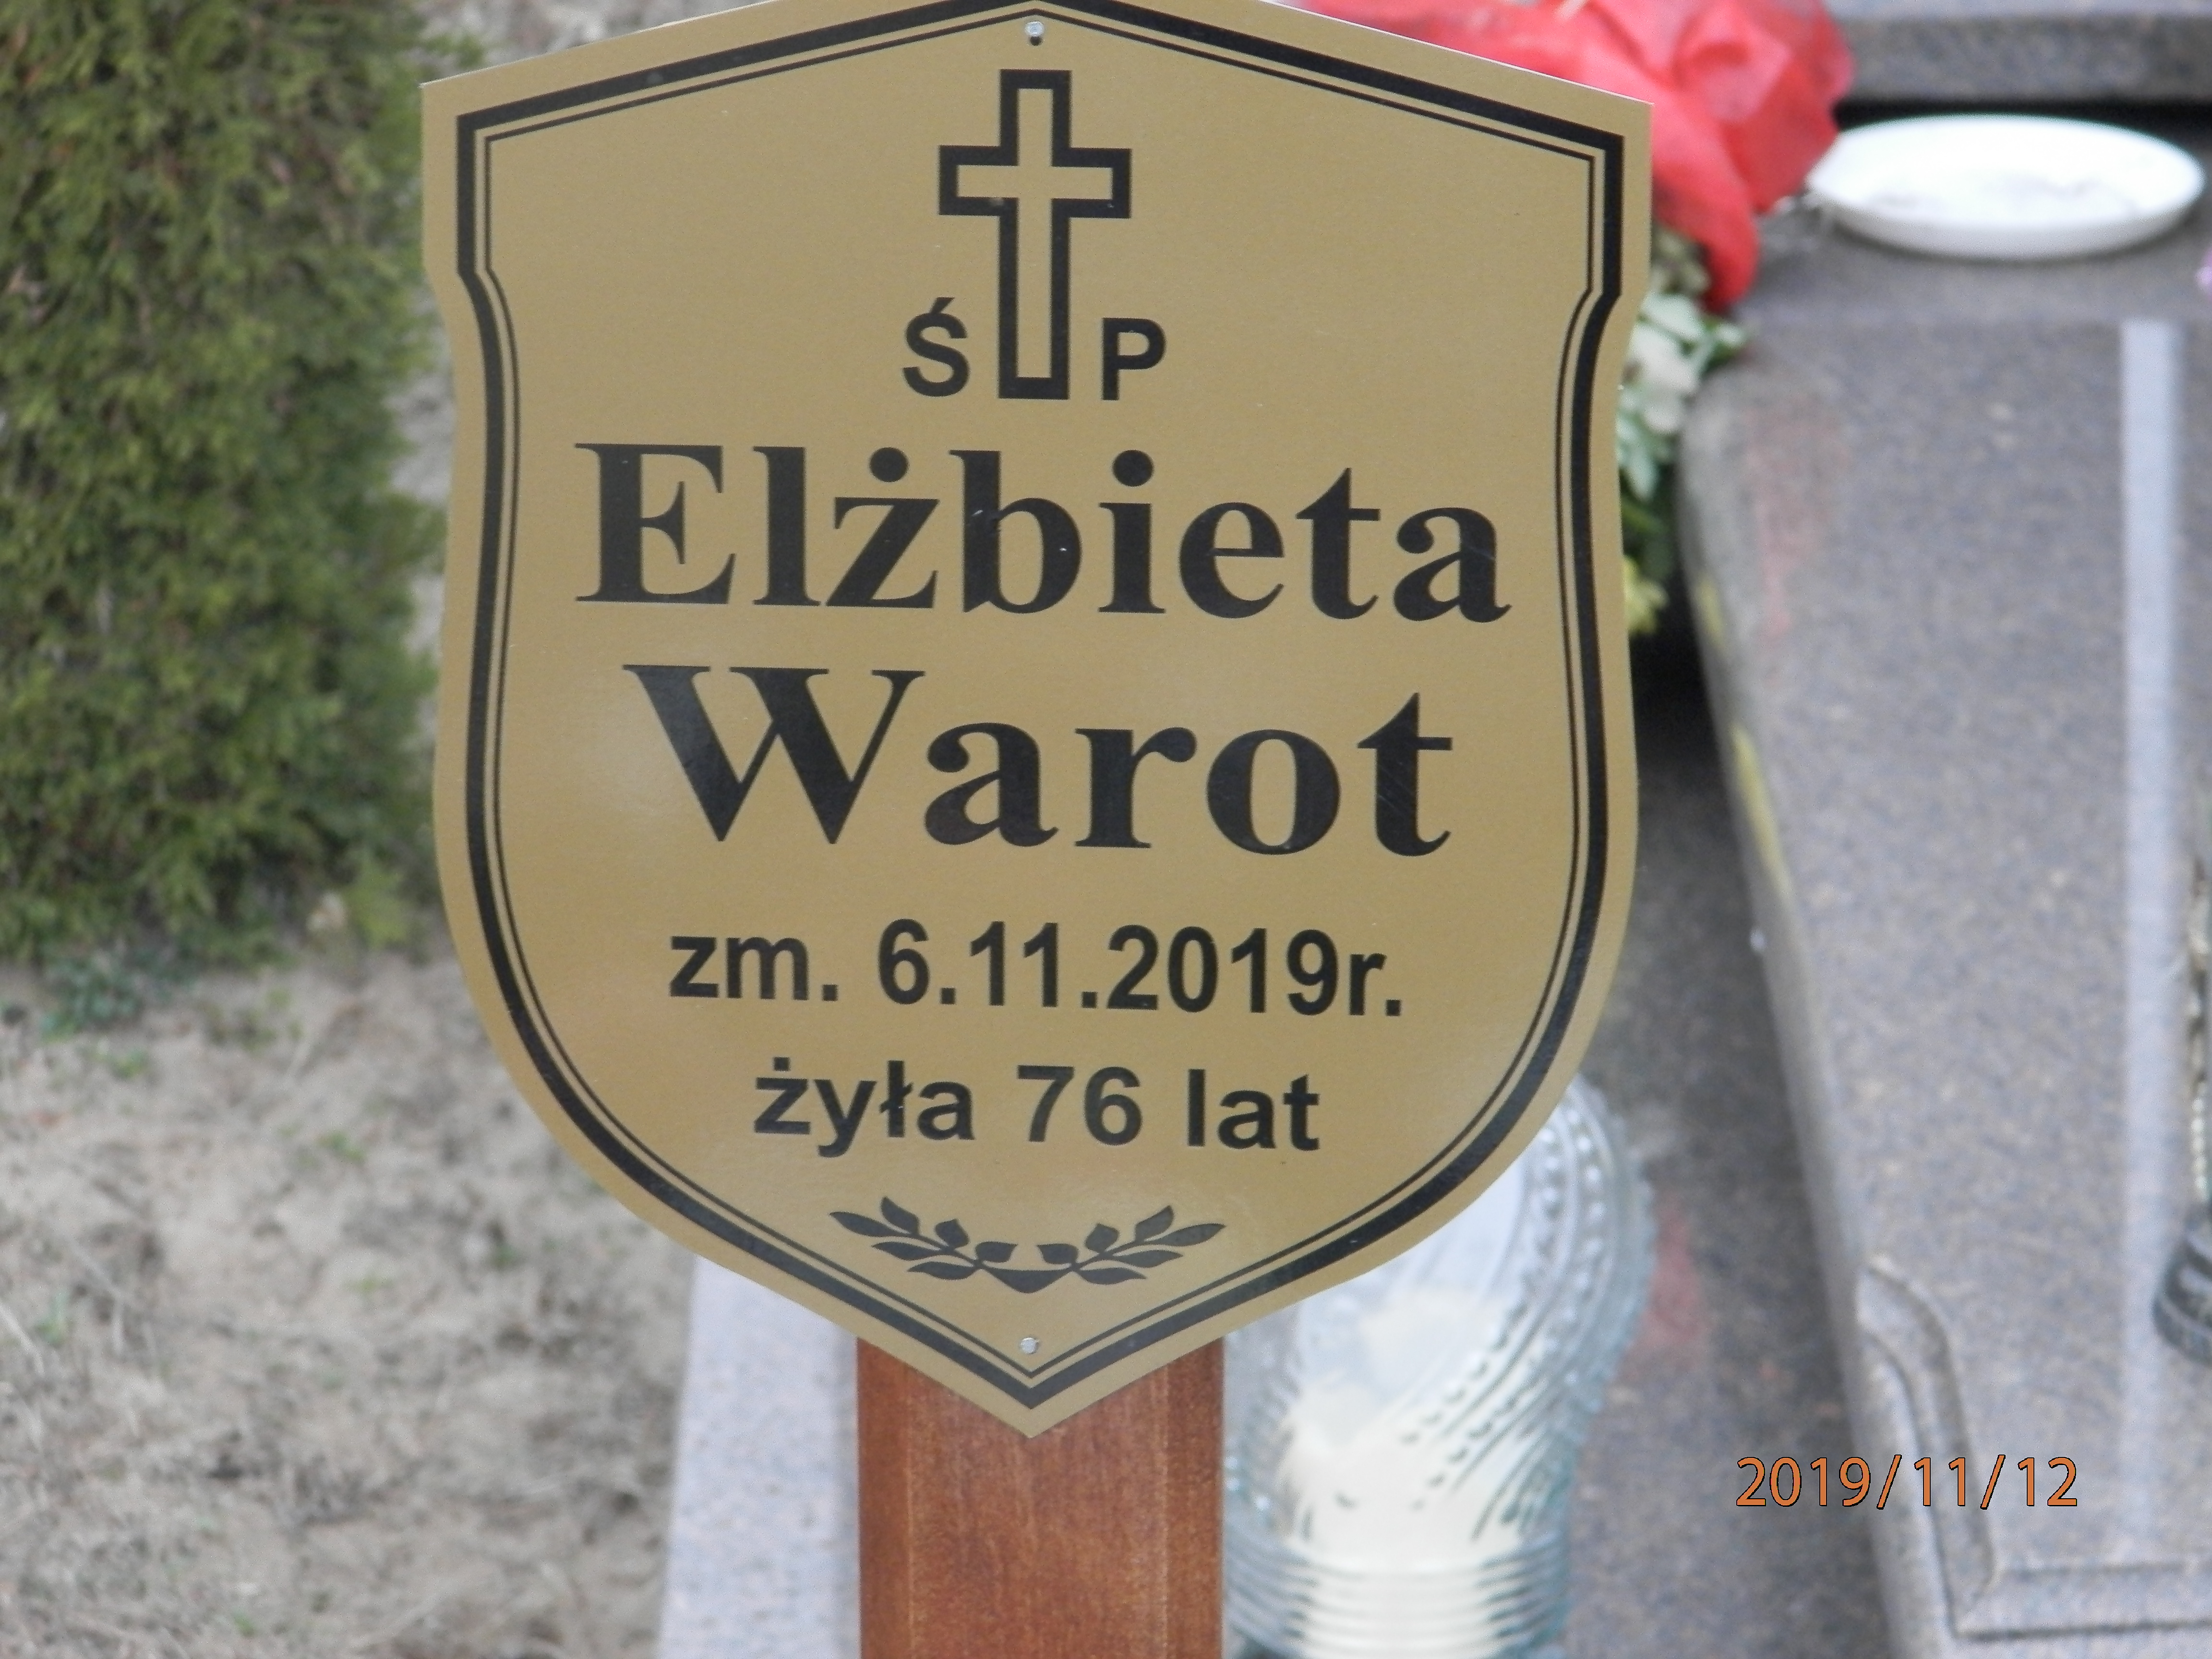 Ś P
Elżbieta
Warot
zm. 6.11.2019r.
żyła 76 lat
2019/11/12